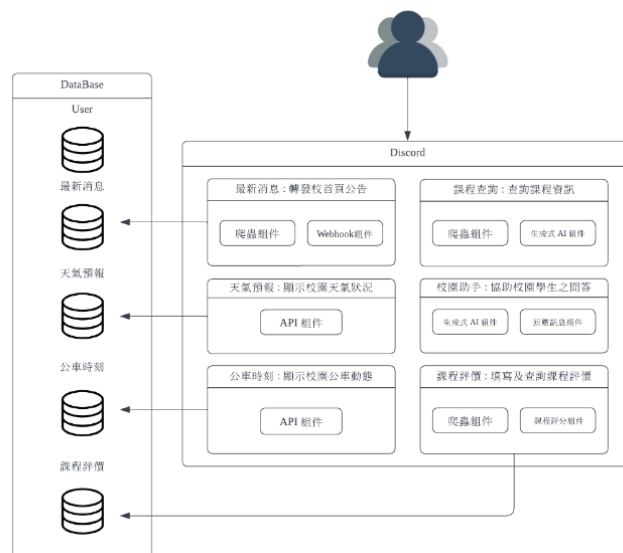 DataBase
User
最新消息
天氣預報
公車時刻
課程評價
Discord
最新消息:轉發校首頁公告
爬蟲組件
Webhook組件
課程查詢:查詢課程資訊
爬蟲組件
生成式 AI 組件
天氣預報:顯示校園天氣狀況
API 組件
校園助手:協助校園學生之問答
生成式 AI 組件
回應訊息組件
公車時刻:顯示校園公車動態
API 組件
課程評價:填寫及查詢課程評價
爬蟲組件
課程評分組件